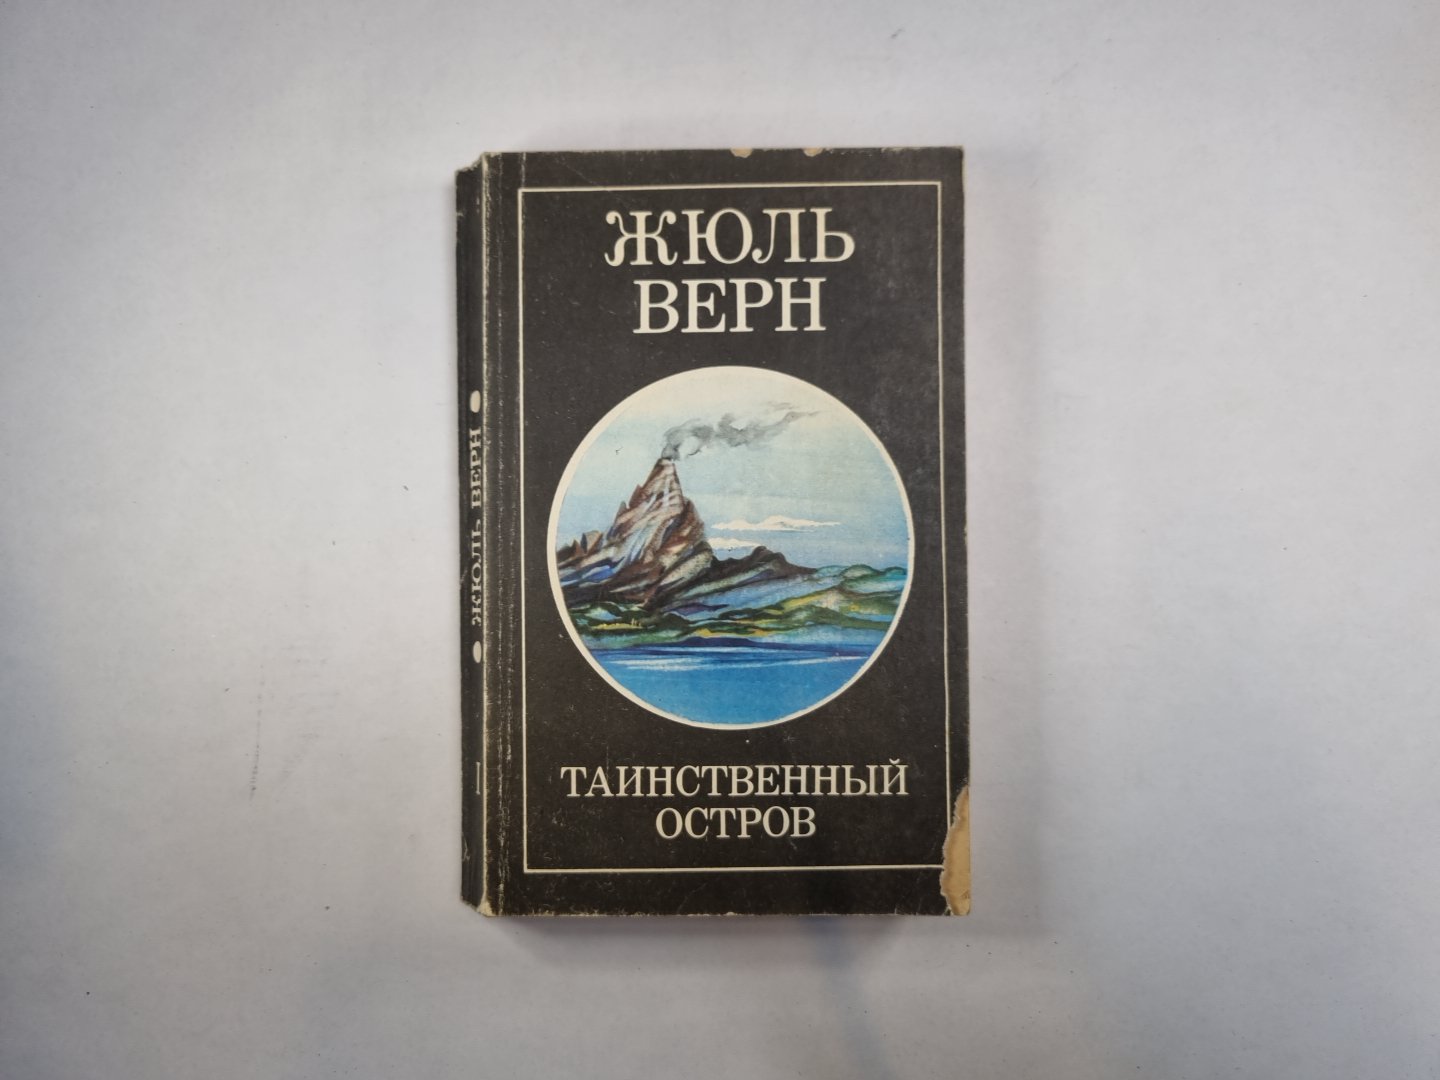 ЖЮЛЬ
ВЕРН
ТАИНСТВЕННЫЙ
ОСТРОВ
• ЖЮЛЬ ВЕРН •
I